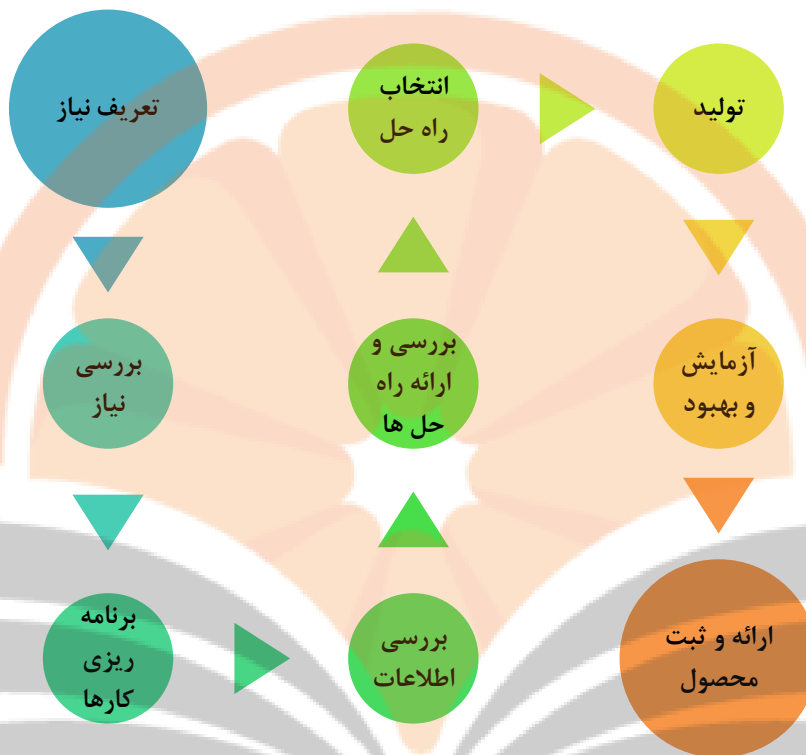 تعریف نیاز
بررسی
نیاز
برنامه
ریزی
کارها
بررسی
اطلاعات
بررسی و
ارائه راه
حل ها
انتخاب
راه حل
تولید
آزمایش
و بهبود
ارائه و ثبت
محصول